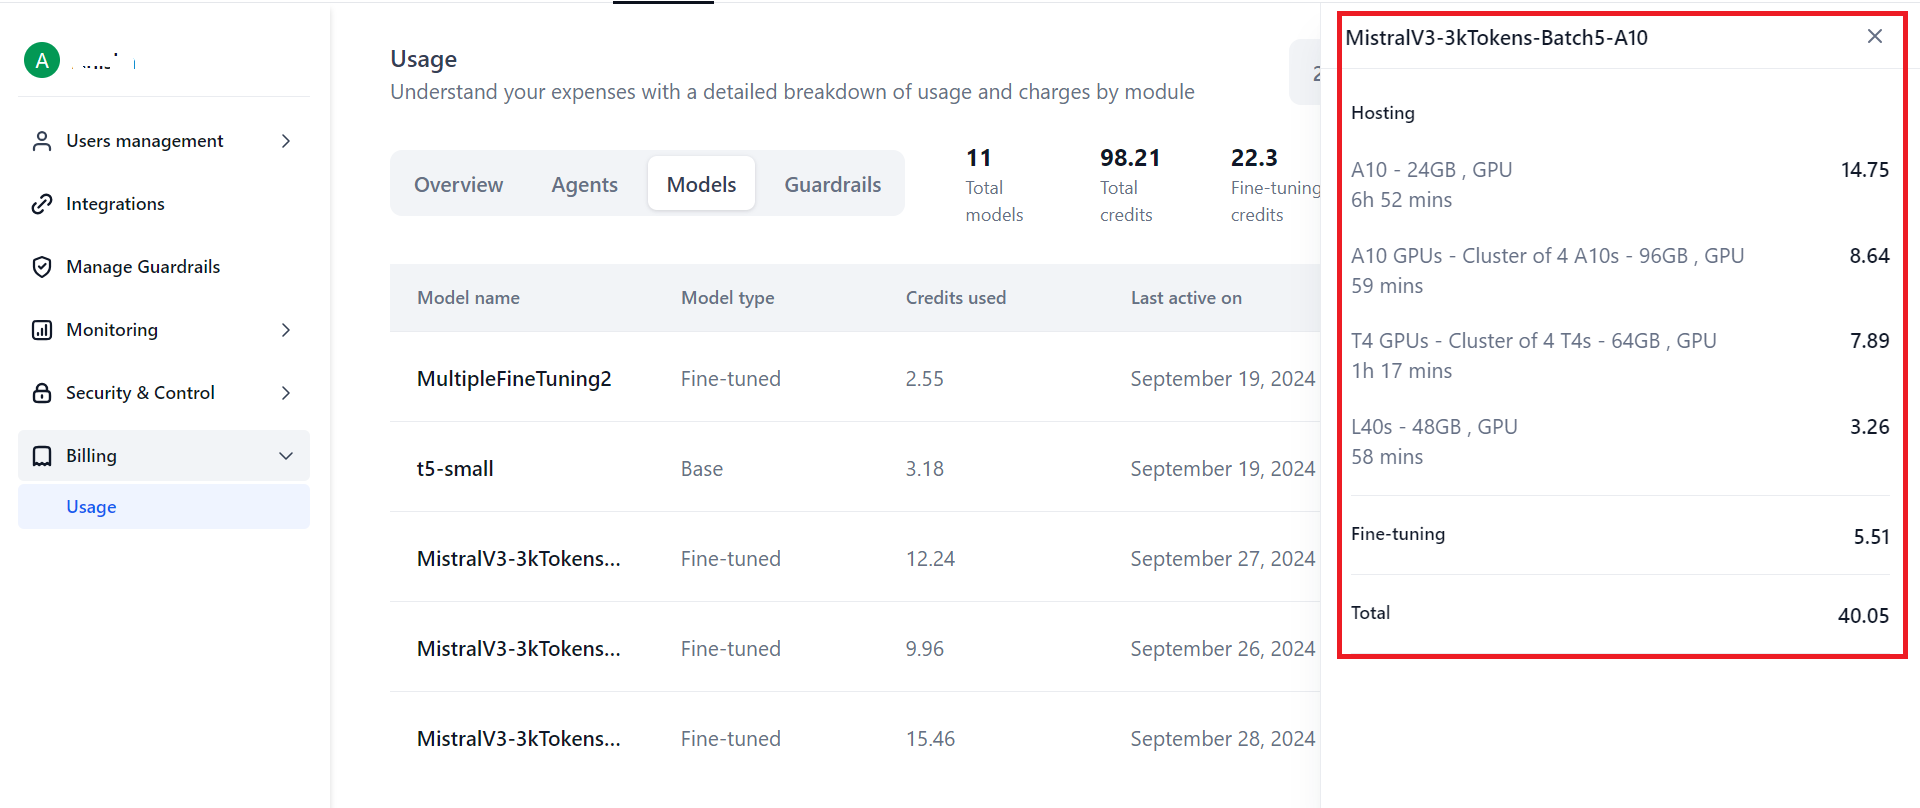 A
Users management
Integrations
Manage Guardrails
Monitoring
Security & Control
Billing
Usage
Usage
Understand your expenses with a detailed breakdown of usage and charges by module
Overview Agents Models Guardrails
11 98.21 22.3
Total Total Fine-tuning
models credits credits
Model name Model type Credits used Last active on
MultipleFineTuning2 Fine-tuned 2.55 September 19, 2024
t5-small Base 3.18 September 19, 2024
MistralV3-3kTokens... Fine-tuned 12.24 September 27, 2024
MistralV3-3kTokens... Fine-tuned 9.96 September 26, 2024
MistralV3-3kTokens... Fine-tuned 15.46 September 28, 2024
MistralV3-3kTokens-Batch5-A10
Hosting
A10 - 24GB , GPU 14.75
6h 52 mins
A10 GPUs - Cluster of 4 A10s - 96GB , GPU 8.64
59 mins
T4 GPUs - Cluster of 4 T4s - 64GB , GPU 7.89
1h 17 mins
L40s - 48GB , GPU 3.26
58 mins
Fine-tuning 5.51
Total 40.05